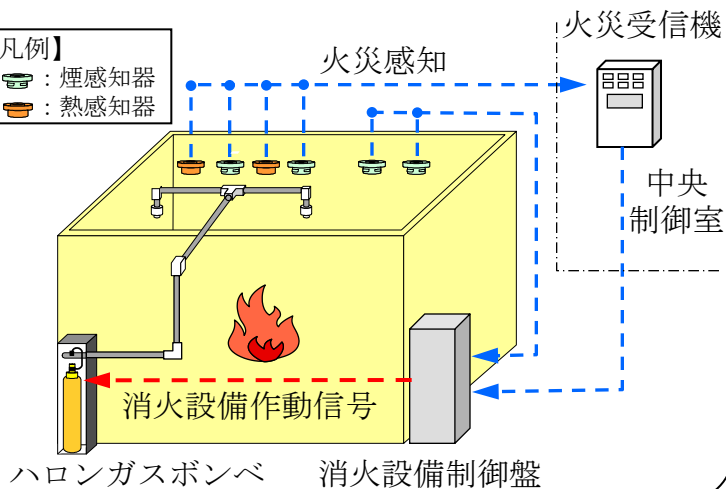 凡例】
：煙感知器
：熱感知器
火災感知
火災受信機
中央
制御室
消火設備作動信号
ハロンガスボンベ
消火設備制御盤